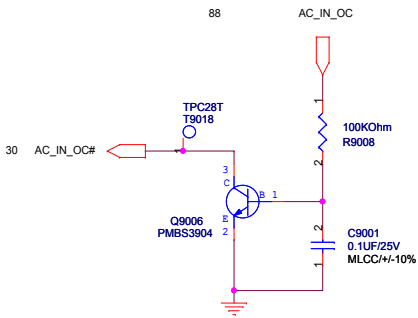 88 AC_IN_OC
TPC28T
T9018
1
1
100KOhm
R9008
2
30 AC_IN_OC#
3
C
B 1
Q9006
PMBS3904
E
2
2
C9001
0.1UF/25V
MLCC/+/-10%
1